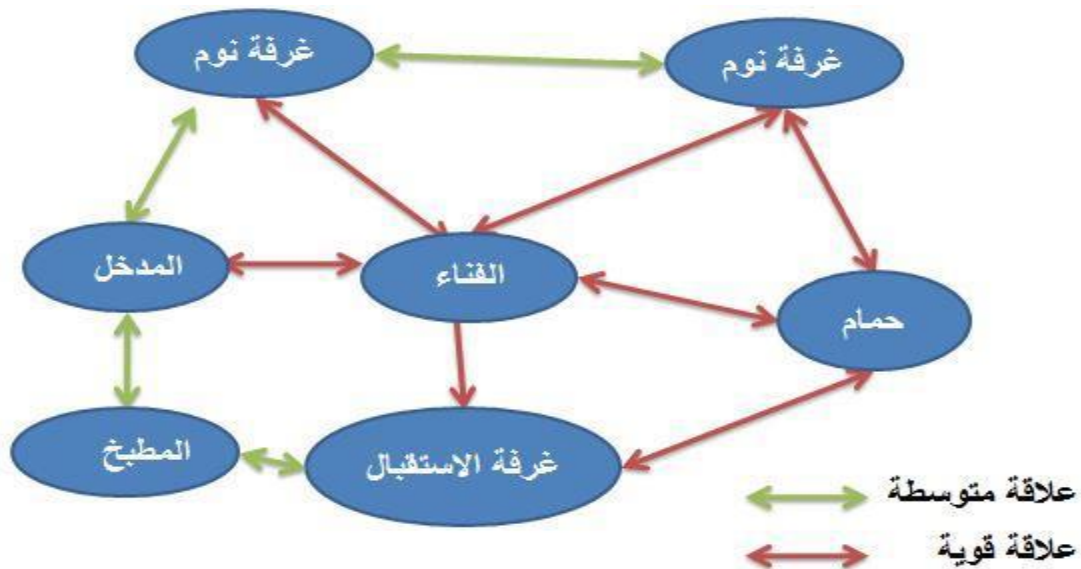 غرفة نوم
غرفة نوم
المدخل
الفناء
حمام
المطبخ
غرفة الاستقبال
علاقة متوسطة
علاقة قوية